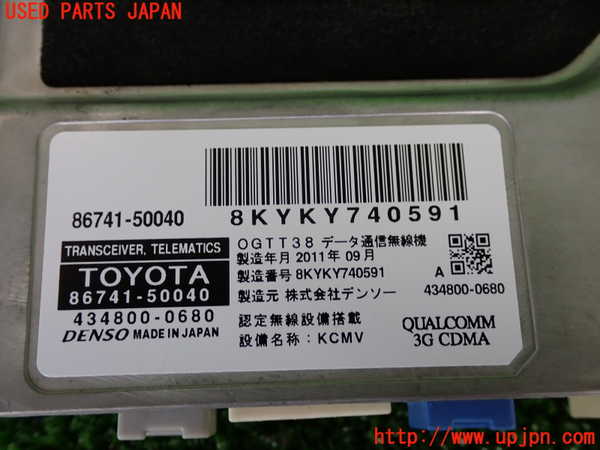 USED PARTS JAPAN
86741-50040
8KYKY740591
TRANSCEIVER, TELEMATICS
TOYOTA
86741-50040
434800-0680
DENSO MADE IN JAPAN
OGTT38 データ通信無線機
製造年月 2011年 09月
製造番号 8KYKY740591
製造元 株式会社デンソー
認定無線設備搭載
設備名称: KCMV
A
434800-0680
QUALCOMM
3G CDMA
http://www.upjpn.com